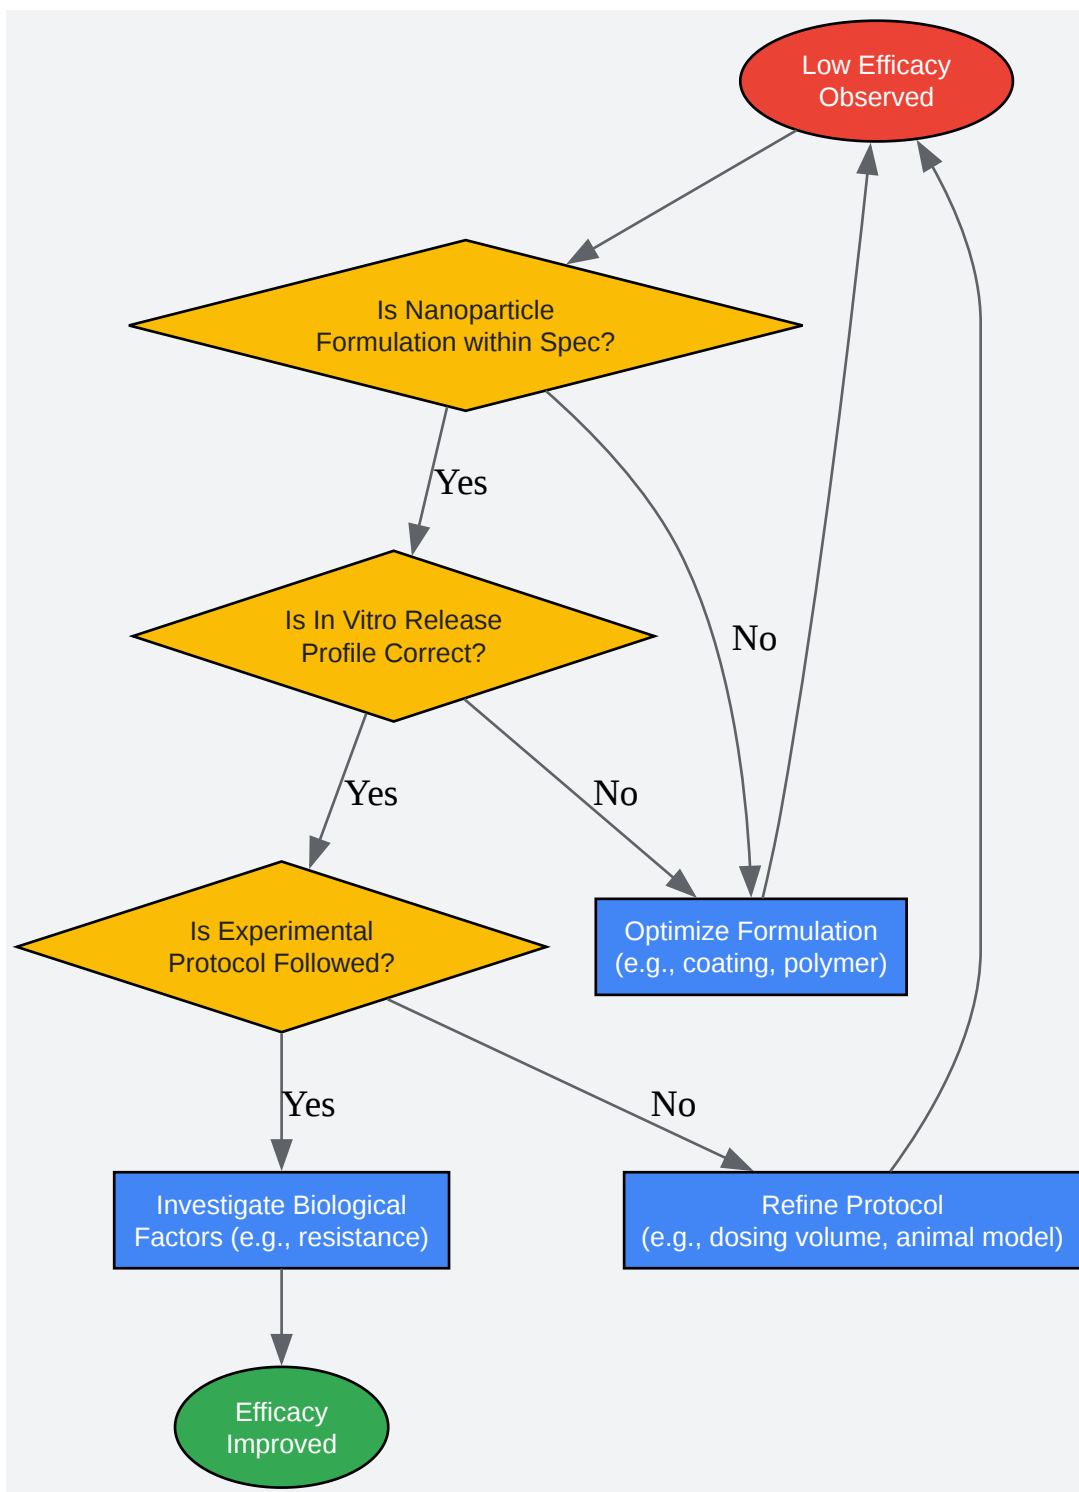 Low Efficacy
Observed
Is Nanoparticle
Formulation within Spec?
Yes
No
Is In Vitro Release
Profile Correct?
Yes
No
Is Experimental
Protocol Followed?
Optimize Formulation
(e.g., coating, polymer)
Yes
No
Investigate Biological
Factors (e.g., resistance)
Refine Protocol
(e.g., dosing volume, animal model)
Efficacy
Improved